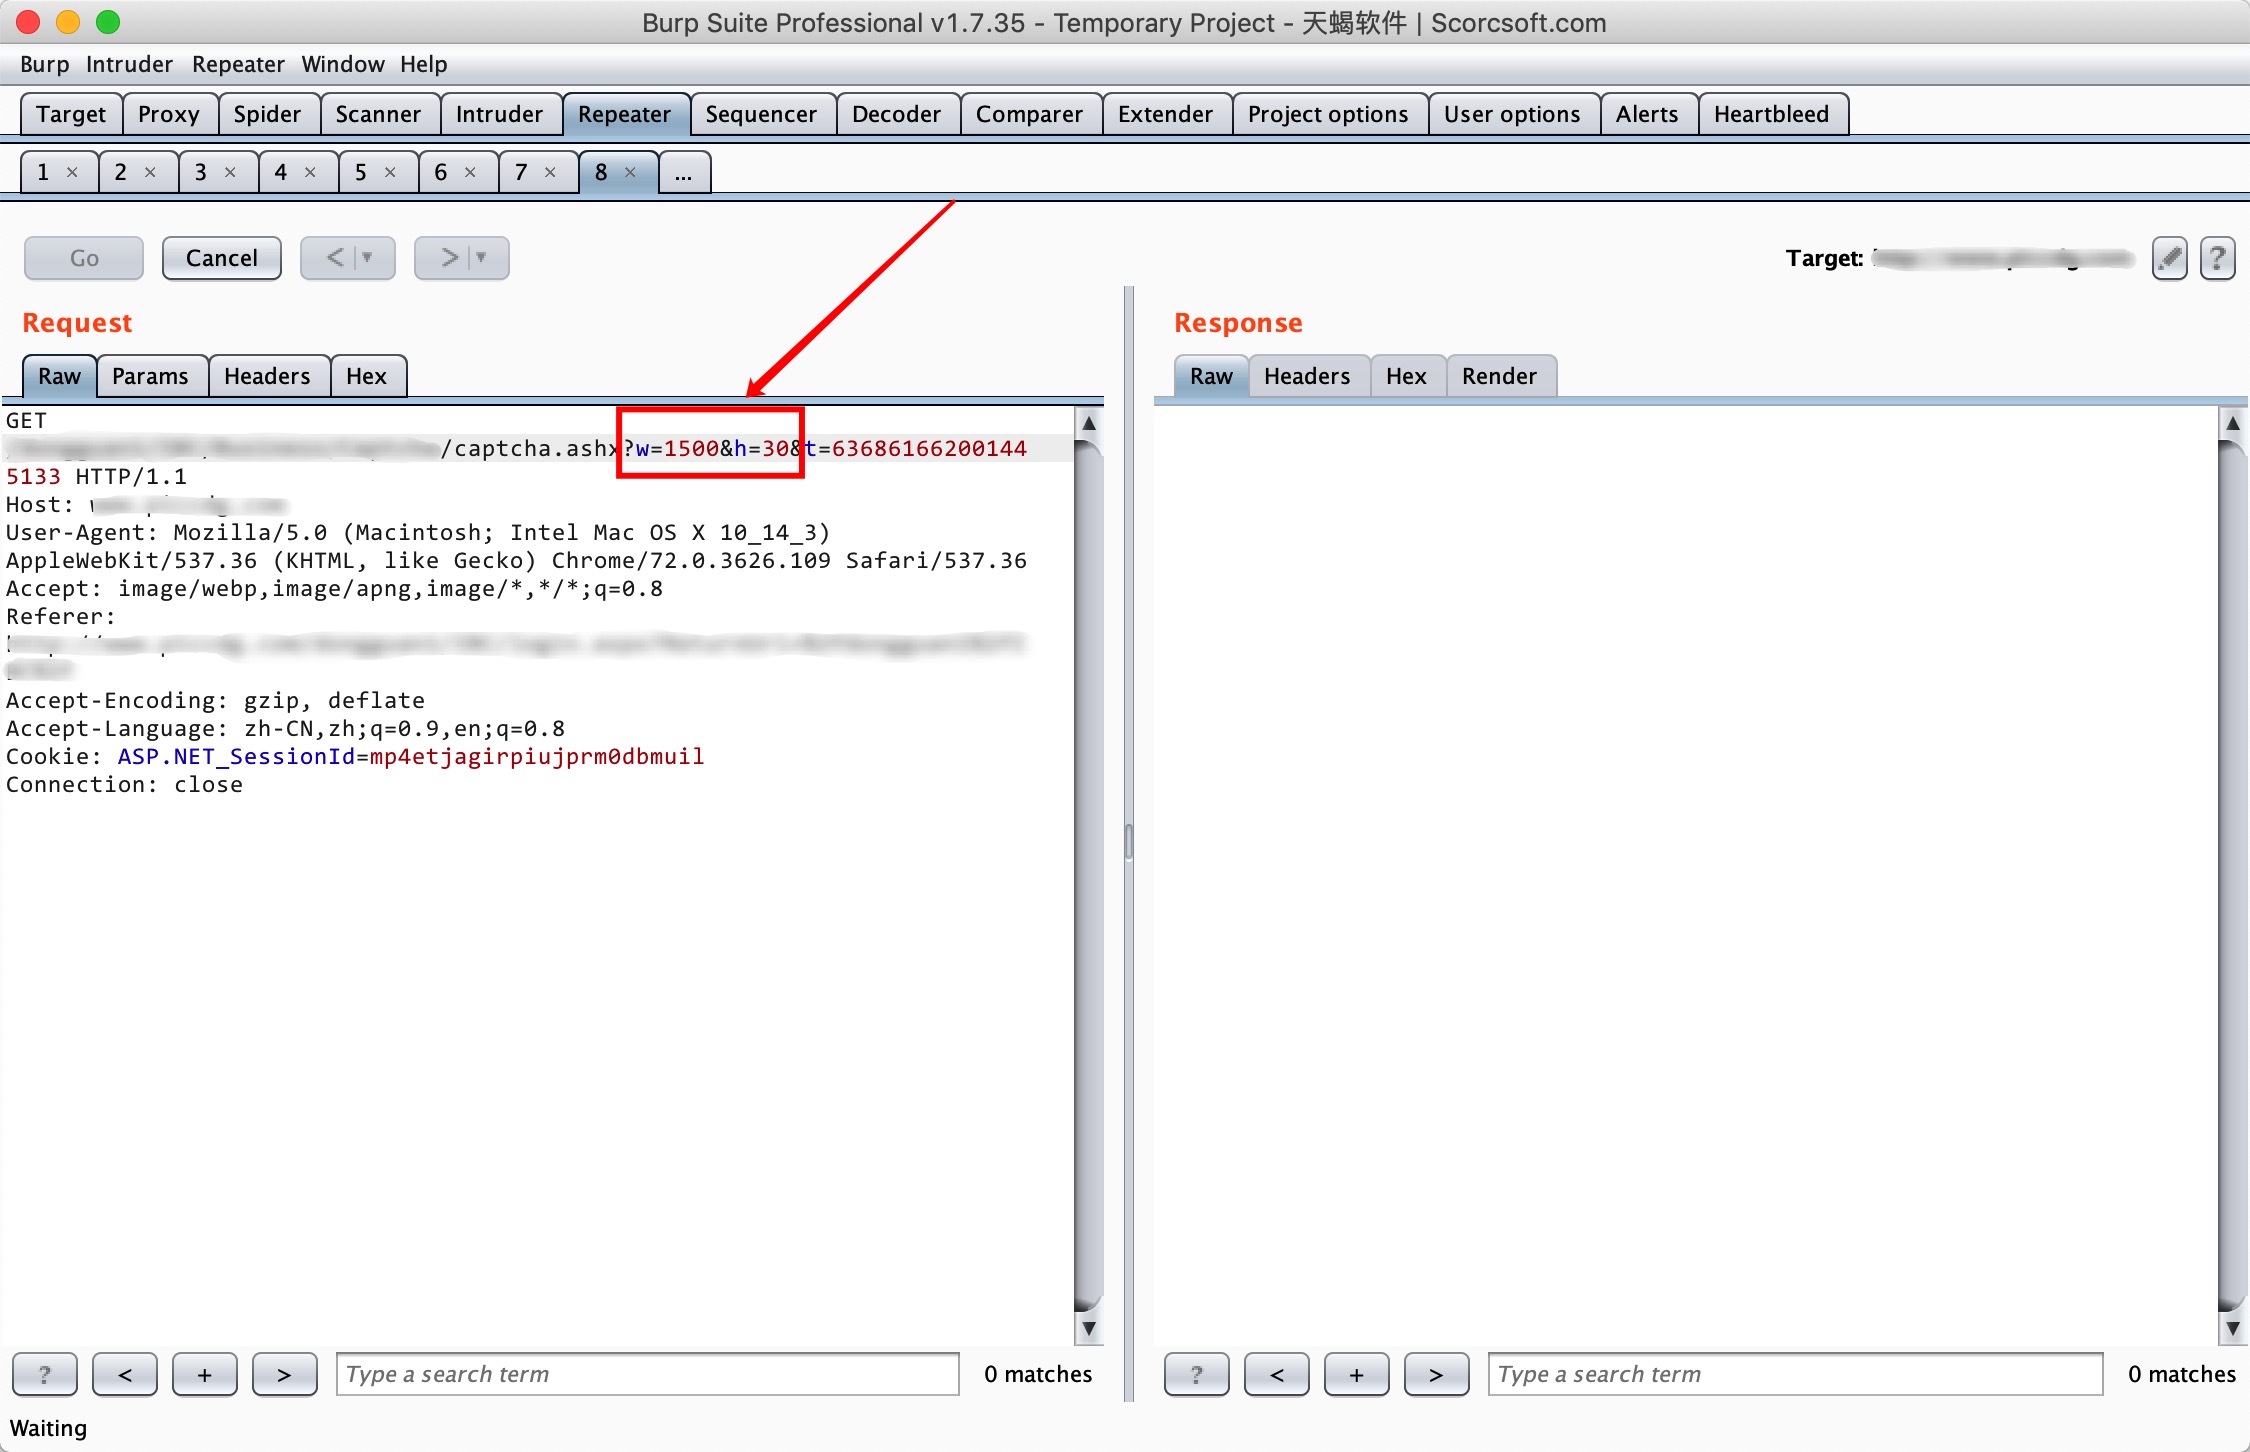 Burp Suite Professional v1.7.35 - Temporary Project - 天蝎软件 | Scorcsoft.com
Burp Intruder Repeater Window Help
Target Proxy Spider Scanner Intruder Repeater Sequencer Decoder Comparer Extender Project options User options Alerts Heartbleed
1 × 2 × 3 × 4 × 5 × 6 × 7 × 8 × ...
Go Cancel < > Target: ?
Request
Response
Raw Params Headers Hex
Raw Headers Hex Render
GET
/captcha.ashx?w=1500&h=30&t=63686166200144
5133 HTTP/1.1
Host:
User-Agent: Mozilla/5.0 (Macintosh; Intel Mac OS X 10_14_3)
AppleWebKit/537.36 (KHTML, like Gecko) Chrome/72.0.3626.109 Safari/537.36
Accept: image/webp,image/apng,image/*,*/*;q=0.8
Referer:
Accept-Encoding: gzip, deflate
Accept-Language: zh-CN,zh;q=0.9,en;q=0.8
Cookie: ASP.NET_SessionId=mp4etjagirpiujprm0dbmuil
Connection: close
? < + > Type a search term 0 matches
? < + > Type a search term 0 matches
Waiting